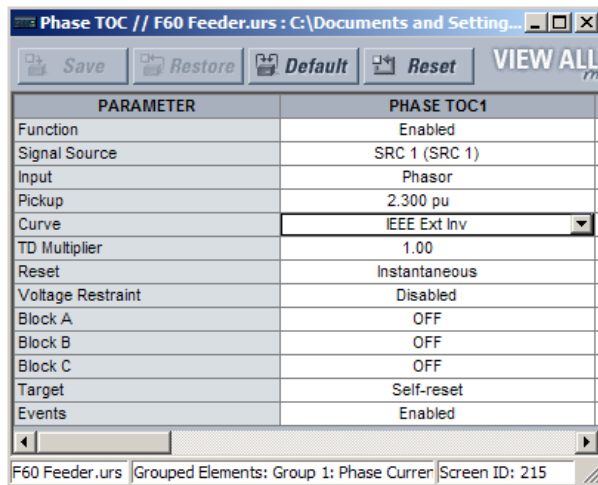 Phase TOC // F60 Feeder.urs : C:\Documents and Setting...
Save Restore Default Reset VIEW ALL
PARAMETER PHASE TOC1
Function Enabled
Signal Source SRC 1 (SRC 1)
Input Phasor
Pickup 2.300 pu
Curve IEEE Ext Inv
TD Multiplier 1.00
Reset Instantaneous
Voltage Restraint Disabled
Block A OFF
Block B OFF
Block C OFF
Target Self-reset
Events Enabled
F60 Feeder.urs Grouped Elements: Group 1: Phase Curren Screen ID: 215